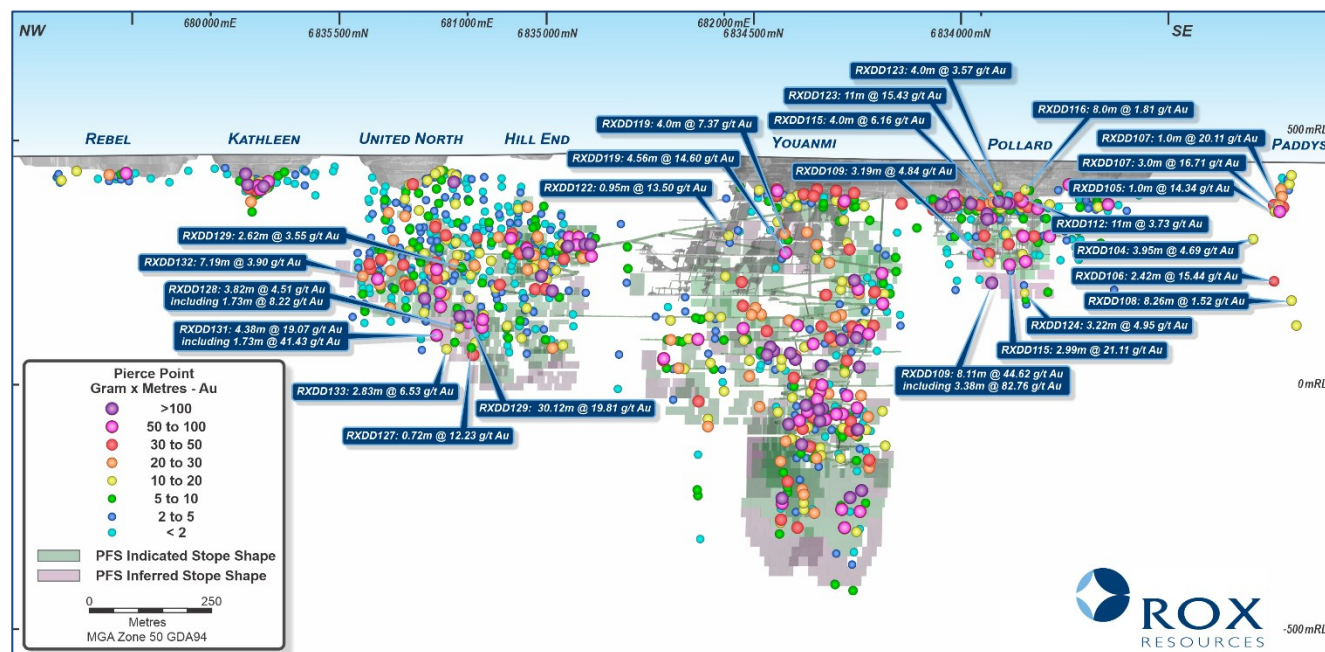 NW
680 000 mE
6 835 500 mN
681 000 mE
6 835 000 mN
682 000 mE
6 834 500 mN
6 834 000 mN
SE
REBEL
KATHLEEN
UNITED NORTH
HILL END
YOUANMI
POLLARD
PADDYS
500 mRL
0 mRL
-500 mRL
RXDD123: 4.0m @ 3.57 g/t Au
RXDD123: 11m @ 15.43 g/t Au
RXDD115: 4.0m @ 6.16 g/t Au
RXDD116: 8.0m @ 1.81 g/t Au
RXDD119: 4.0m @ 7.37 g/t Au
RXDD107: 1.0m @ 20.11 g/t Au
RXDD119: 4.56m @ 14.60 g/t Au
RXDD107: 3.0m @ 16.71 g/t Au
RXDD109: 3.19m @ 4.84 g/t Au
RXDD122: 0.95m @ 13.50 g/t Au
RXDD105: 1.0m @ 14.34 g/t Au
RXDD112: 11m @ 3.73 g/t Au
RXDD129: 2.62m @ 3.55 g/t Au
RXDD104: 3.95m @ 4.69 g/t Au
RXDD132: 7.19m @ 3.90 g/t Au
RXDD106: 2.42m @ 15.44 g/t Au
RXDD128: 3.82m @ 4.51 g/t Au
including 1.73m @ 8.22 g/t Au
RXDD108: 8.26m @ 1.52 g/t Au
RXDD131: 4.38m @ 19.07 g/t Au
including 1.73m @ 41.43 g/t Au
RXDD124: 3.22m @ 4.95 g/t Au
RXDD115: 2.99m @ 21.11 g/t Au
RXDD109: 8.11m @ 44.62 g/t Au
including 3.38m @ 82.76 g/t Au
RXDD133: 2.83m @ 6.53 g/t Au
RXDD129: 30.12m @ 19.81 g/t Au
RXDD127: 0.72m @ 12.23 g/t Au
Pierce Point
Gram x Metres - Au
>100
50 to 100
30 to 50
20 to 30
10 to 20
5 to 10
2 to 5
< 2
PFS Indicated Stope Shape
PFS Inferred Stope Shape
0 250
Metres
MGA Zone 50 GDA94
ROX
RESOURCES